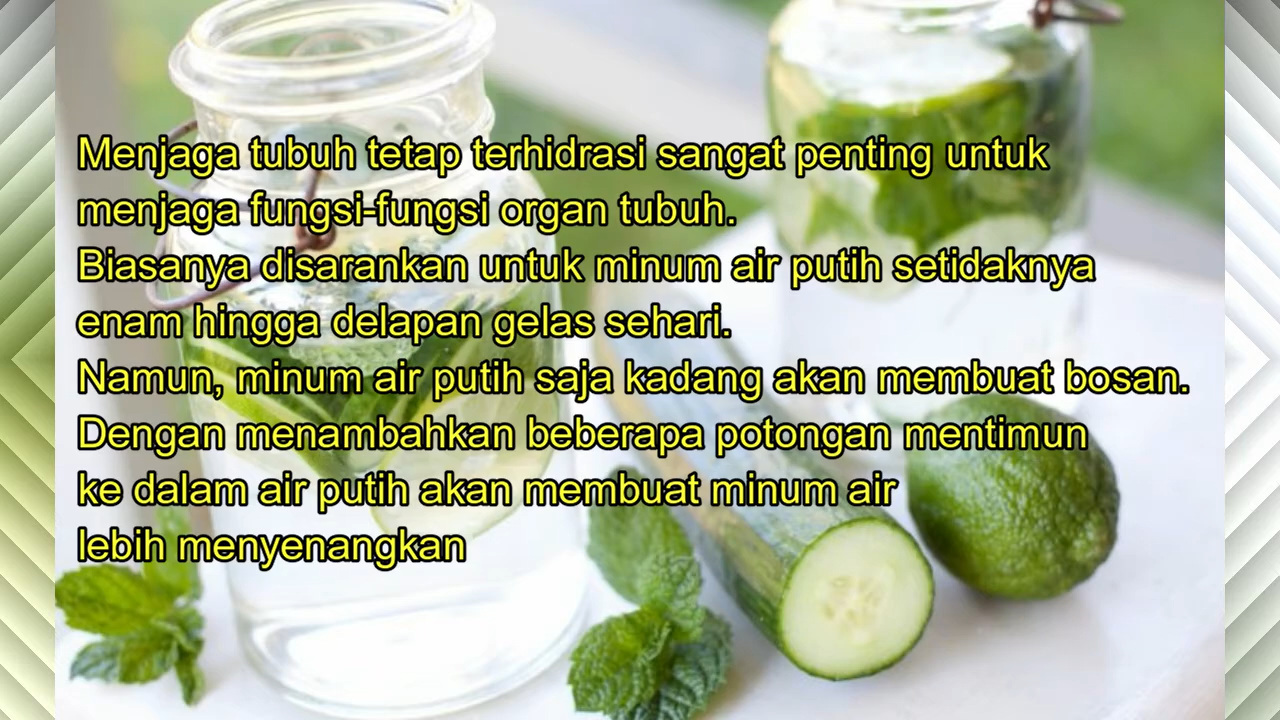 Menjaga tubuh tetap terhidrasi sangat penting untuk
menjaga fungsi-fungsi organ tubuh.
Biasanya disarankan untuk minum air putih setidaknya
enam hingga delapan gelas sehari.
Namun, minum air putih saja kadang akan membuat bosan.
Dengan menambahkan beberapa potongan mentimun
ke dalam air putih akan membuat minum air
lebih menyenangkan